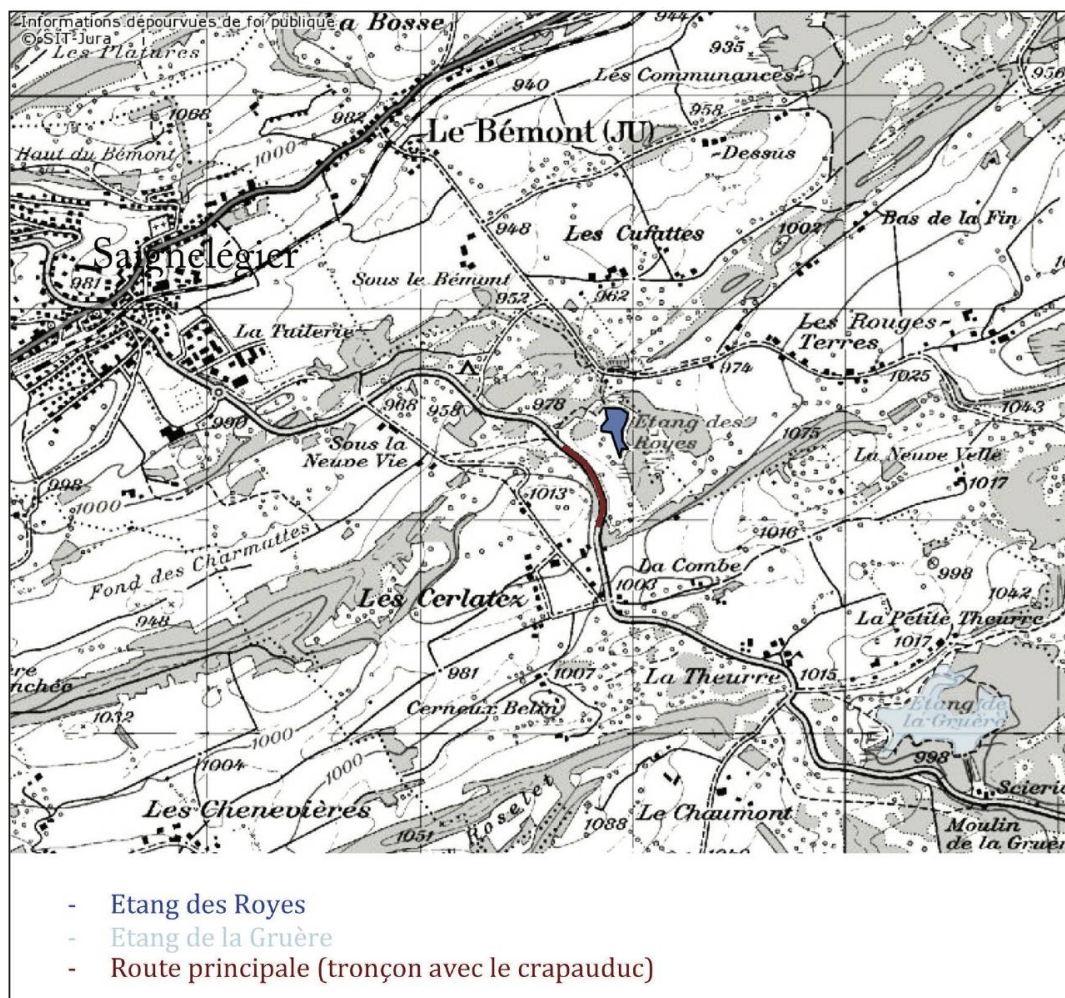 Informations dépourvues de foi publique
© SIT-Jura
La Bosse
944
935
Les Communances
956
Les Platures
940
1068
982
958
Le Bémont (JU)
Dessus
Haut du Bémont
1000
948
Les Cufattes
1002
Bas de la Fin
Saignelégier
981
Sous le Bémont
952
962
La Tuilerie
Les Rouges-
Terres
974
1025
990
968
958
978
Etang des
Royes
1043
Sous la
Neuve Vie
1075
La Neuve Velle
998
1000
1013
1017
1016
Fond des Charmattes
La Combe
998
Les Cerlatez
1003
1042
948
La Petite Theurre
1017
981
1007
La Theurre
1015
1032
Cerneux Belin
Etang de
la Gruère
1000
1004
1000
998
Les Chenevières
Scierie
1088
Le Chaumont
1051
Roselet
Moulin
de la Gruère
- Etang des Royes
- Etang de la Gruère
- Route principale (tronçon avec le crapauduc)